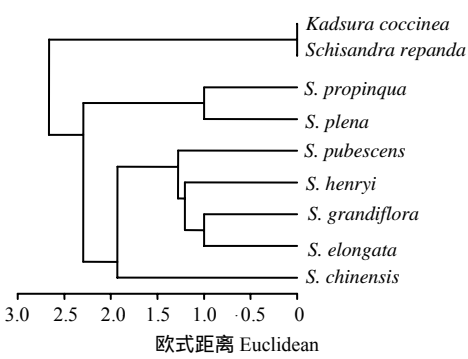 Kadsura coccinea
Schisandra repanda
S. propinqua
S. plena
S. pubescens
S. henryi
S. grandiflora
S. elongata
S. chinensis
3.0 2.5 2.0 1.5 1.0 ·0.5 0
欧式距离 Euclidean